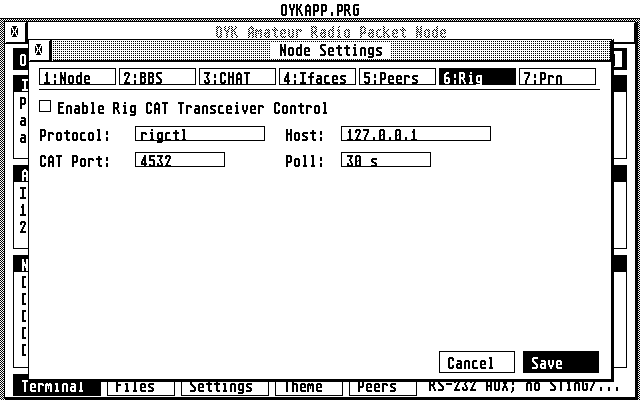 OYKAPP.PRG
OYK Amateur Radio Packet Node
Node Settings
1:Node 2:BBS 3:CHAT 4:Ifaces 5:Peers 6:Rig 7:Prn
Enable Rig CAT Transceiver Control
Protocol: rigctl Host: 127.0.0.1
CAT Port: 4532 Poll: 30 s
Cancel Save
Terminal Files Settings Theme Peers RS-232 AUX; no STinG/...